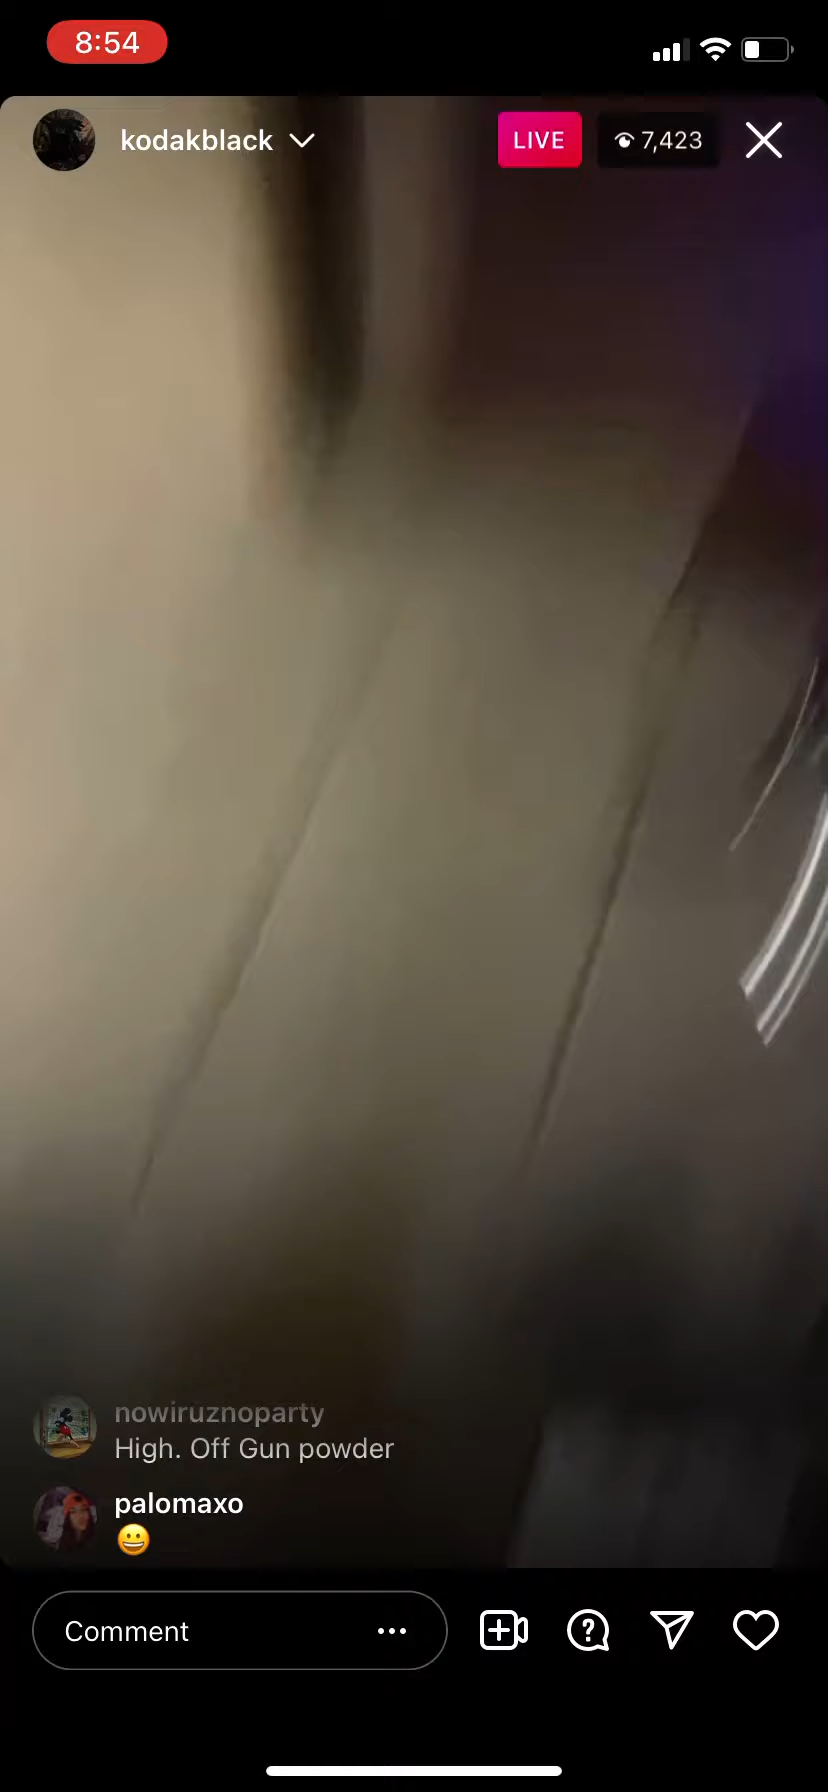 8:54
kodakblack
LIVE
7,423
nowiruznoparty
High. Off Gun powder
palomaxo
😀
Comment